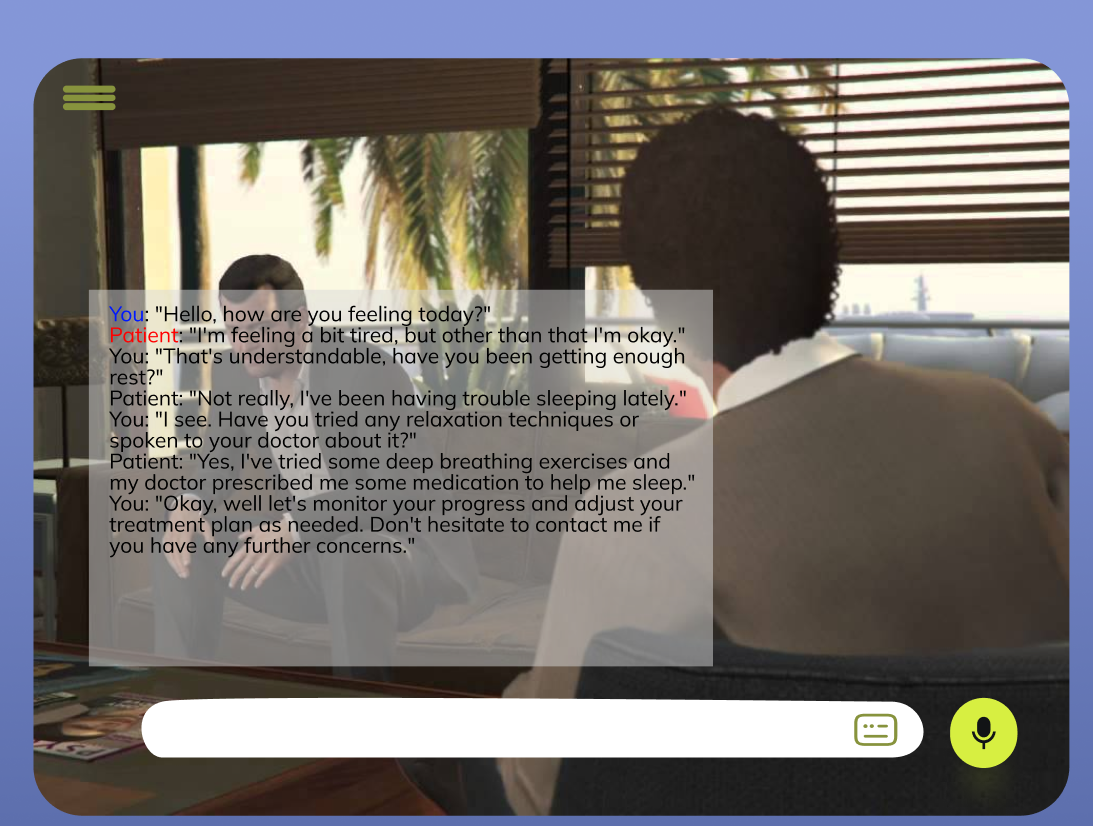 You: "Hello, how are you feeling today?"
Patient: "I'm feeling a bit tired, but other than that I'm okay."
You: "That's understandable, have you been getting enough
rest?"
Patient: "Not really, I've been having trouble sleeping lately."
You: "I see. Have you tried any relaxation techniques or
spoken to your doctor about it?"
Patient: "Yes, I've tried some deep breathing exercises and
my doctor prescribed me some medication to help me sleep."
You: "Okay, well let's monitor your progress and adjust your
treatment plan as needed. Don't hesitate to contact me if
you have any further concerns."